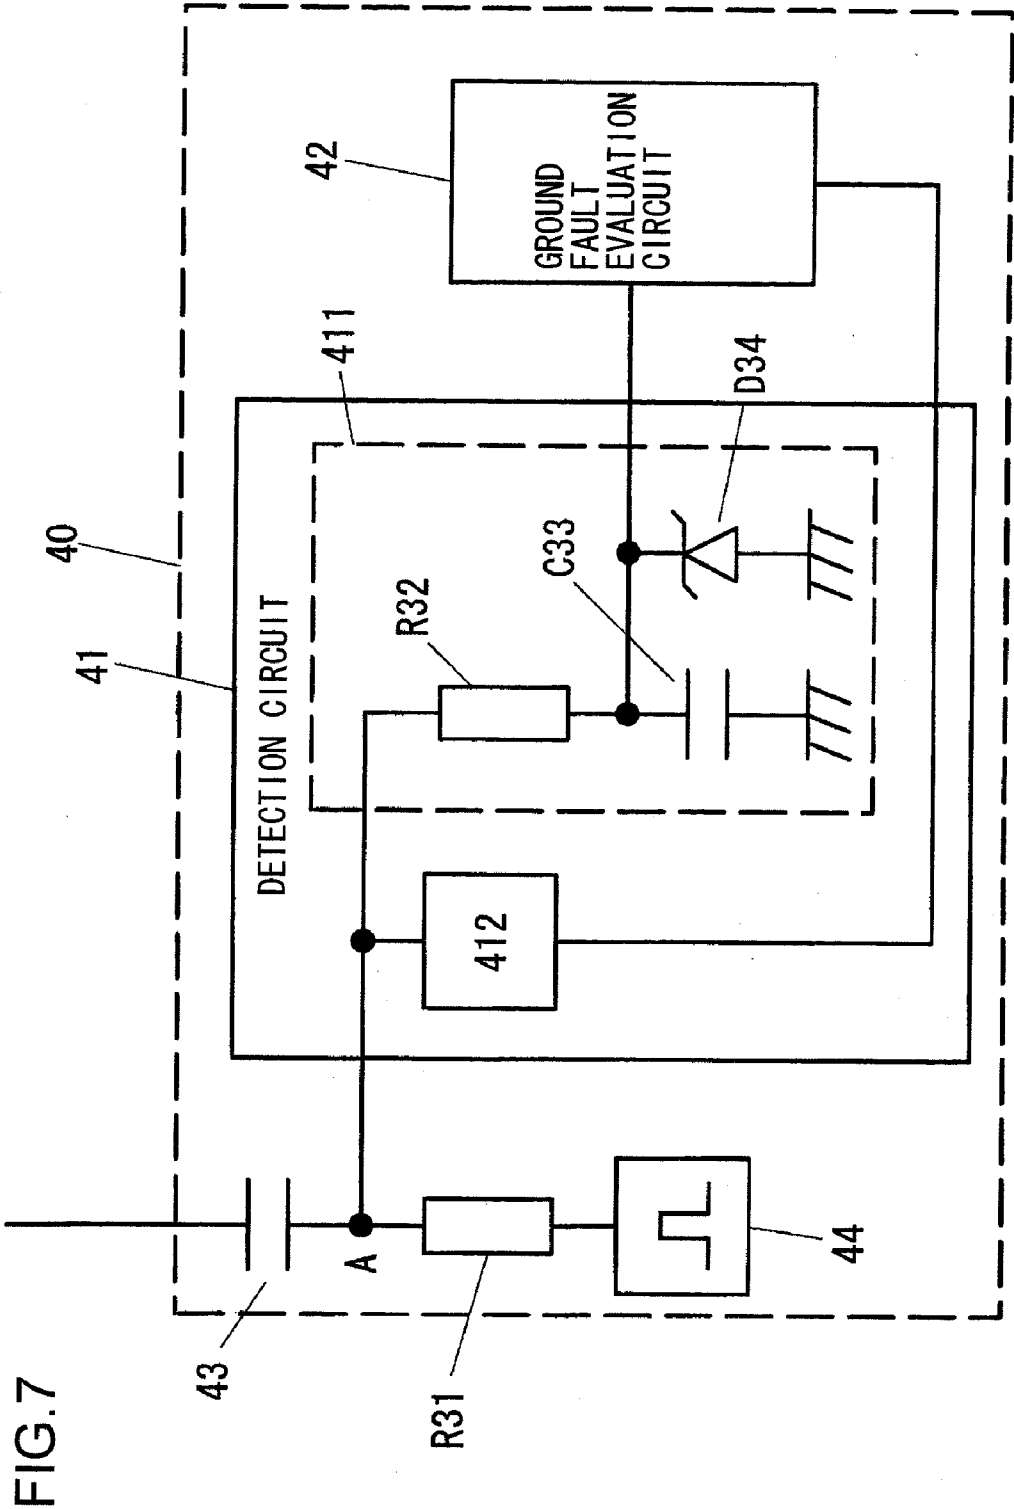 FIG.7
40
41
DETECTION CIRCUIT
411
42
GROUND
FAULT
EVALUATION
CIRCUIT
R32
C33
D34
412
43
A
R31
44